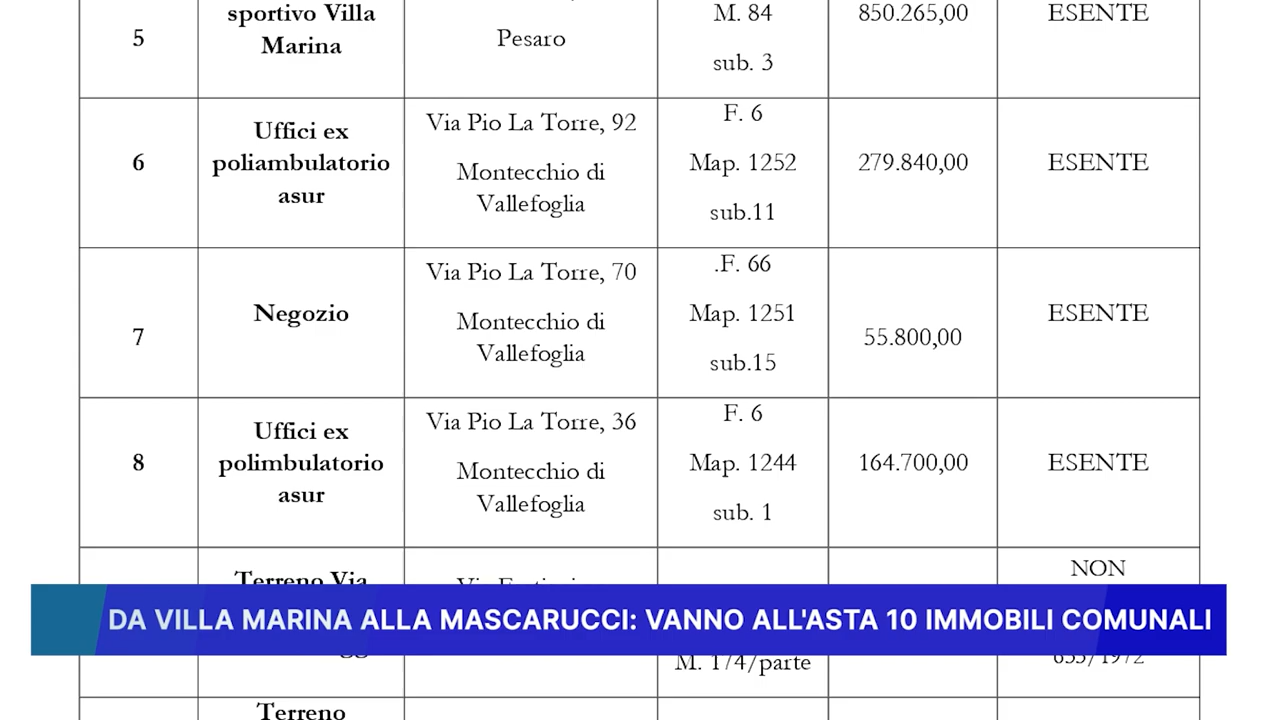 5
sportivo Villa
Marina
Pesaro
M. 84
sub. 3
850.265,00
ESENTE
6
Uffici ex
poliambulatorio
asur
Via Pio La Torre, 92
Montecchio di
Vallefoglia
F. 6
Map. 1252
sub.11
279.840,00
ESENTE
7
Negozio
Via Pio La Torre, 70
Montecchio di
Vallefoglia
.F. 66
Map. 1251
sub.15
55.800,00
ESENTE
8
Uffici ex
polimbulatorio
asur
Via Pio La Torre, 36
Montecchio di
Vallefoglia
F. 6
Map. 1244
sub. 1
164.700,00
ESENTE
Terreno Via
M. 174/parte
NON
DA VILLA MARINA ALLA MASCARUCCI: VANNO ALL'ASTA 10 IMMOBILI COMUNALI
Terreno